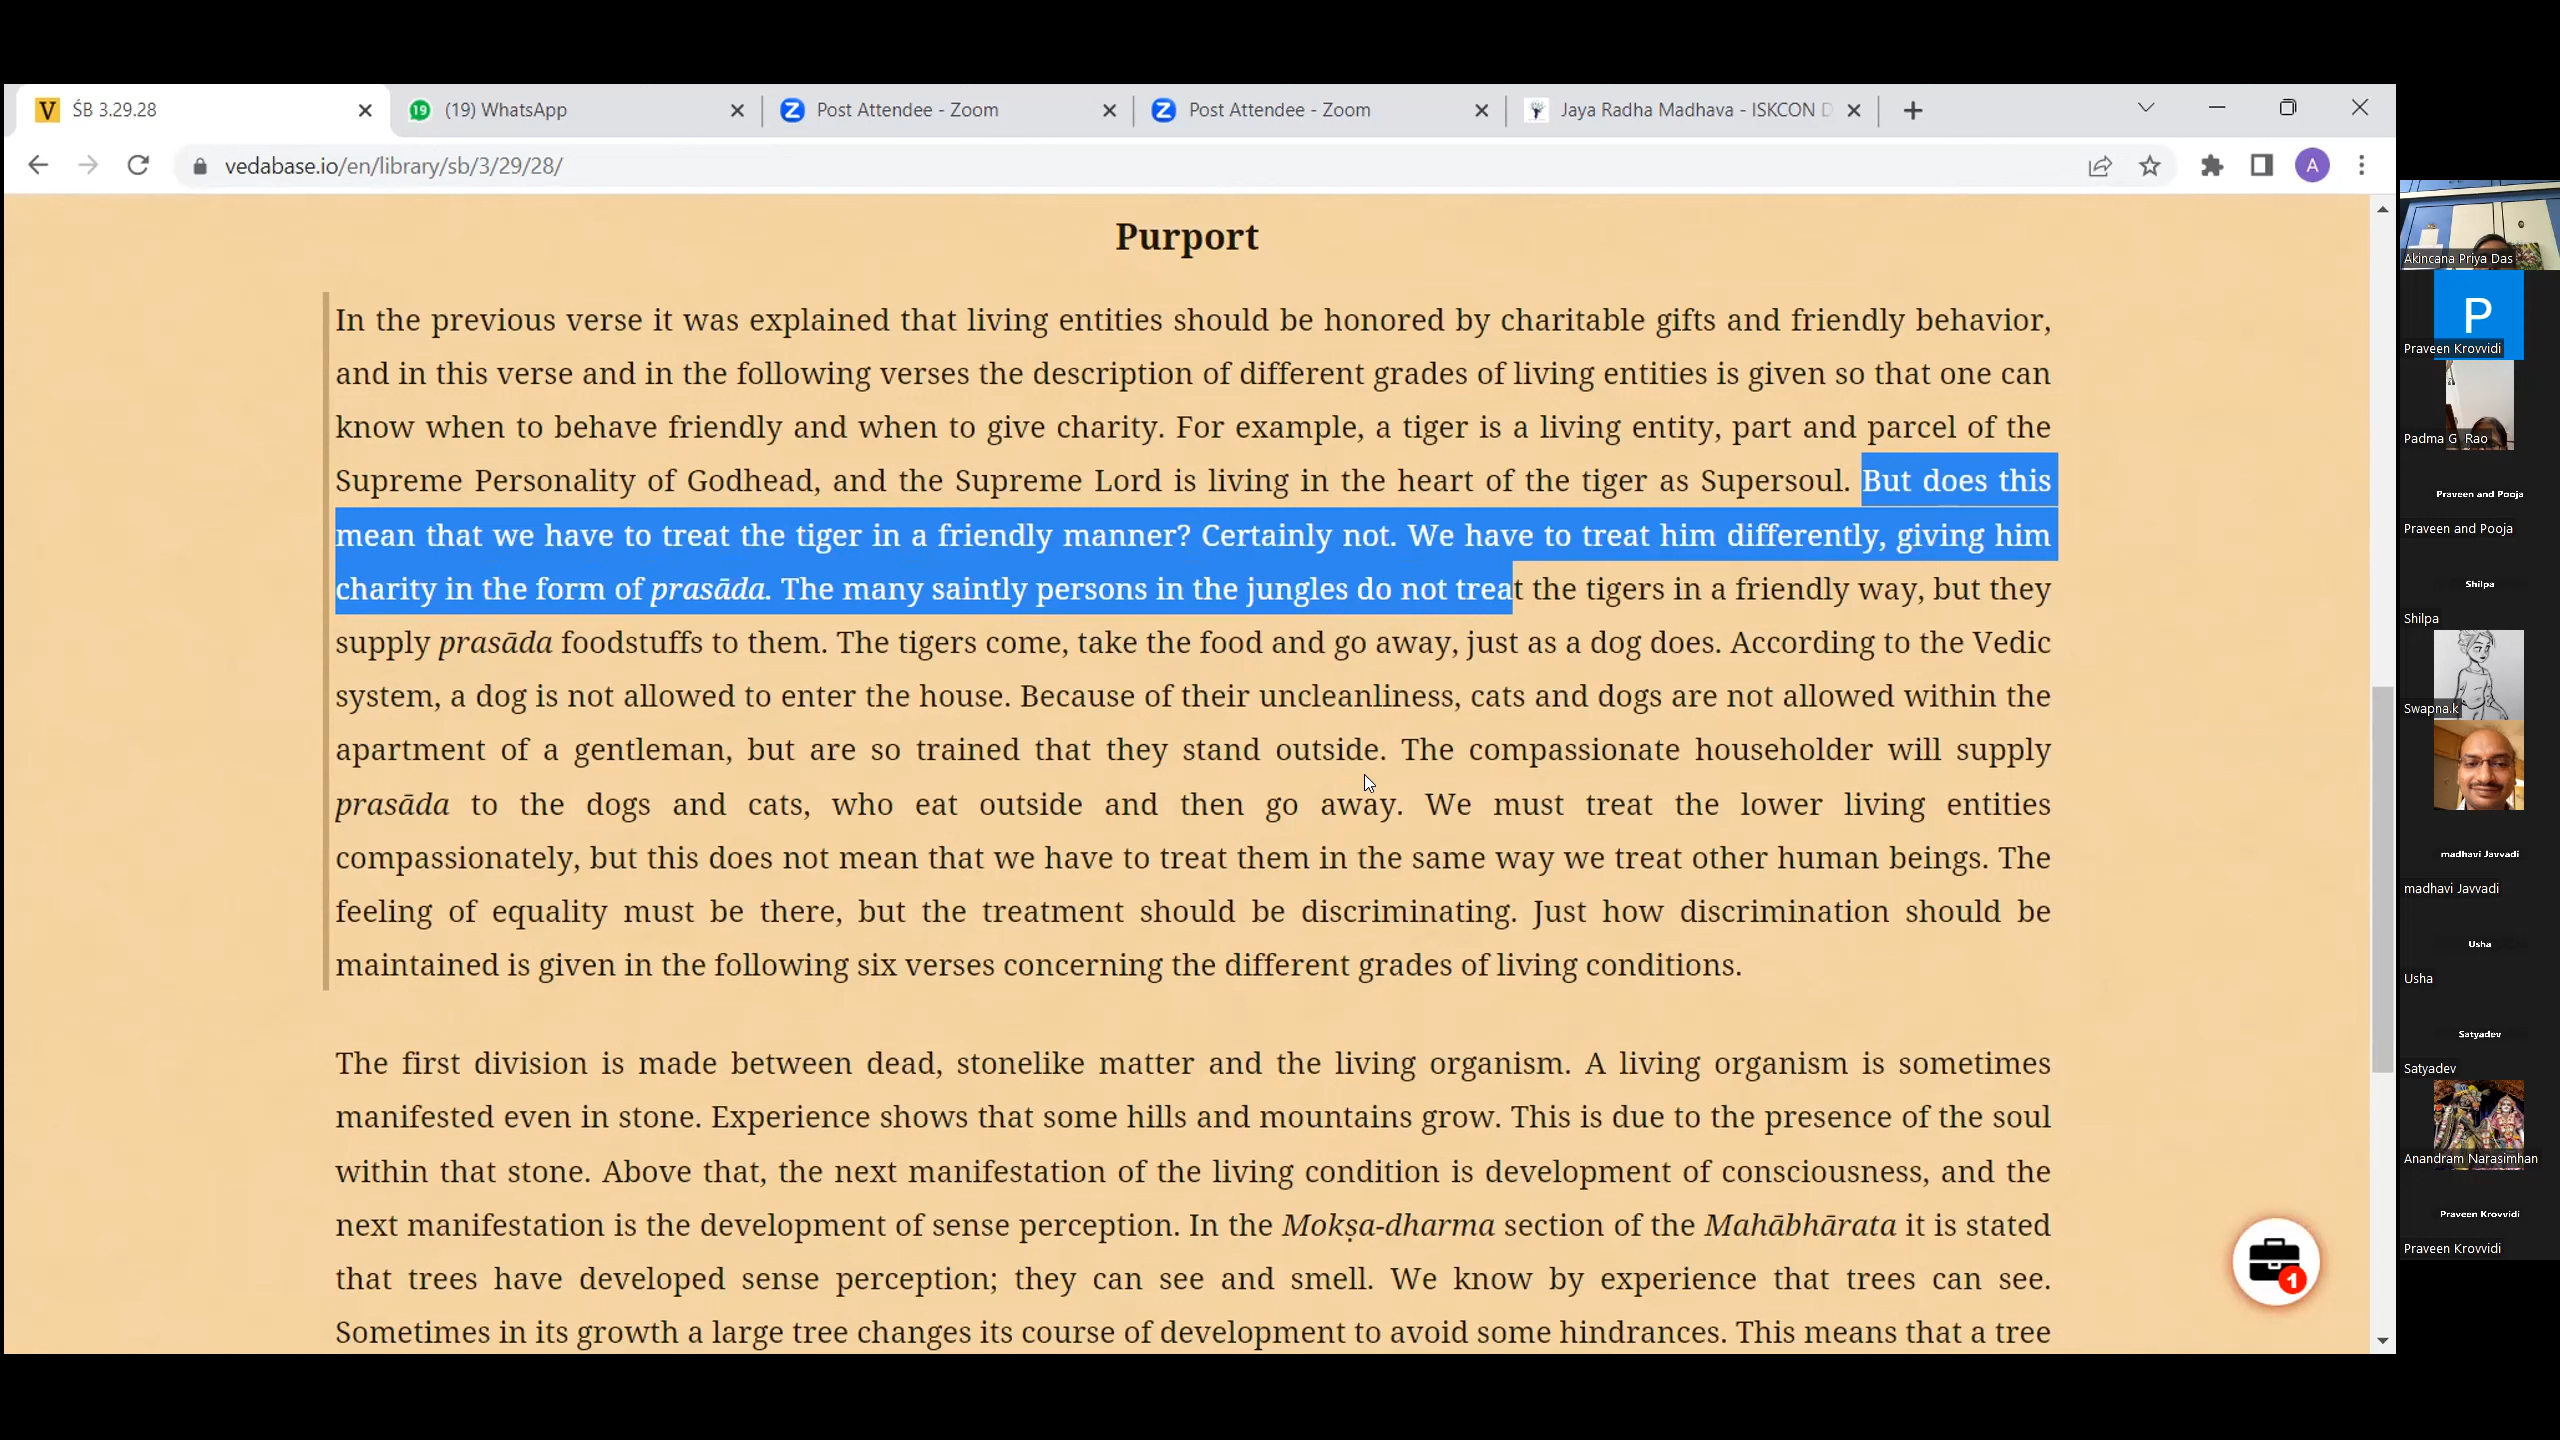 ŚB 3.29.28
19
(19) WhatsApp
Post Attendee - Zoom
Post Attendee - Zoom
Jaya Radha Madhava - ISKCON D
vedabase.io/en/library/sb/3/29/28/
A
Purport
In the previous verse it was explained that living entities should be honored by charitable gifts and friendly behavior,
and in this verse and in the following verses the description of different grades of living entities is given so that one can
know when to behave friendly and when to give charity. For example, a tiger is a living entity, part and parcel of the
Supreme Personality of Godhead, and the Supreme Lord is living in the heart of the tiger as Supersoul. But does this
mean that we have to treat the tiger in a friendly manner? Certainly not. We have to treat him differently, giving him
charity in the form of prasāda. The many saintly persons in the jungles do not treat the tigers in a friendly way, but they
supply prasāda foodstuffs to them. The tigers come, take the food and go away, just as a dog does. According to the Vedic
system, a dog is not allowed to enter the house. Because of their uncleanliness, cats and dogs are not allowed within the
apartment of a gentleman, but are so trained that they stand outside. The compassionate householder will supply
prasāda to the dogs and cats, who eat outside and then go away. We must treat the lower living entities
compassionately, but this does not mean that we have to treat them in the same way we treat other human beings. The
feeling of equality must be there, but the treatment should be discriminating. Just how discrimination should be
maintained is given in the following six verses concerning the different grades of living conditions.
The first division is made between dead, stonelike matter and the living organism. A living organism is sometimes
manifested even in stone. Experience shows that some hills and mountains grow. This is due to the presence of the soul
within that stone. Above that, the next manifestation of the living condition is development of consciousness, and the
next manifestation is the development of sense perception. In the Mokṣa-dharma section of the Mahābhārata it is stated
that trees have developed sense perception; they can see and smell. We know by experience that trees can see.
Sometimes in its growth a large tree changes its course of development to avoid some hindrances. This means that a tree
1
Akincana Priya Das
P
Praveen Krovvidi
Padma G Rao
Praveen and Pooja
Praveen and Pooja
Shilpa
Shilpa
Swapna.k
madhavi Javvadi
madhavi Javvadi
Usha
Usha
Satyadev
Satyadev
Anandram Narasimhan
Praveen Krovvidi
Praveen Krovvidi